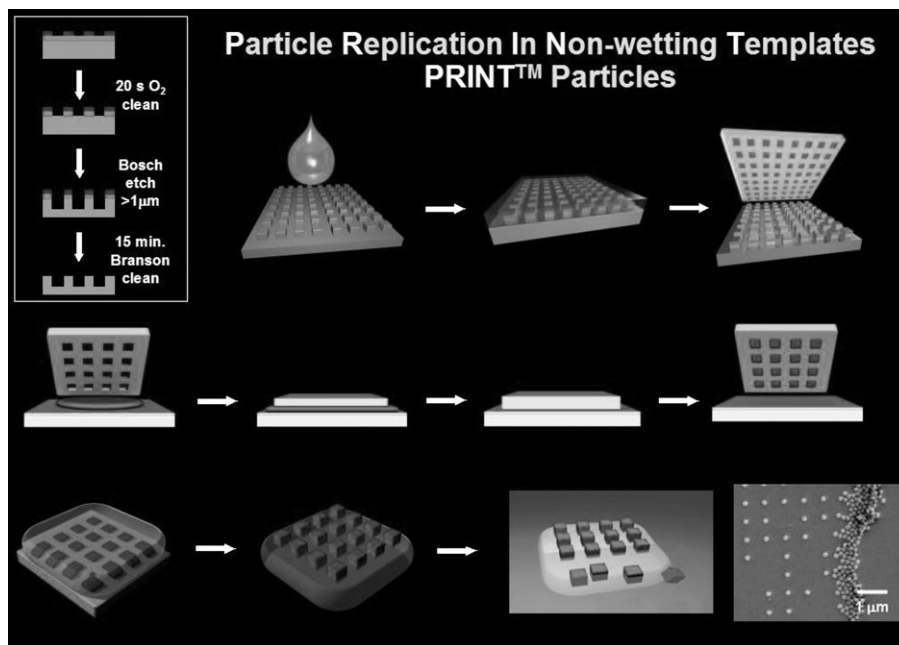 Particle Replication In Non-wetting Templates
PRINT™ Particles
20 s O₂
clean
Bosch
etch
>1μm
15 min.
Branson
clean
1 μm